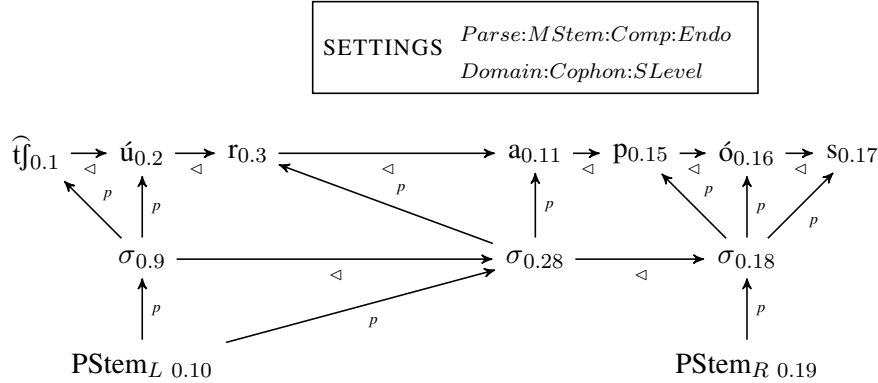 SETTINGS Parse:MStem:Comp:Endo
Domain:Cophon:SLevel
t͡ʃ0.1 ú0.2 r0.3 a0.11 p0.15 ó0.16 s0.17
◁ ◁ ◁ ◁ ◁ ◁
p p p p p p p
σ0.9 σ0.28 σ0.18
◁ ◁
p p p
PStemL 0.10 PStemR 0.19